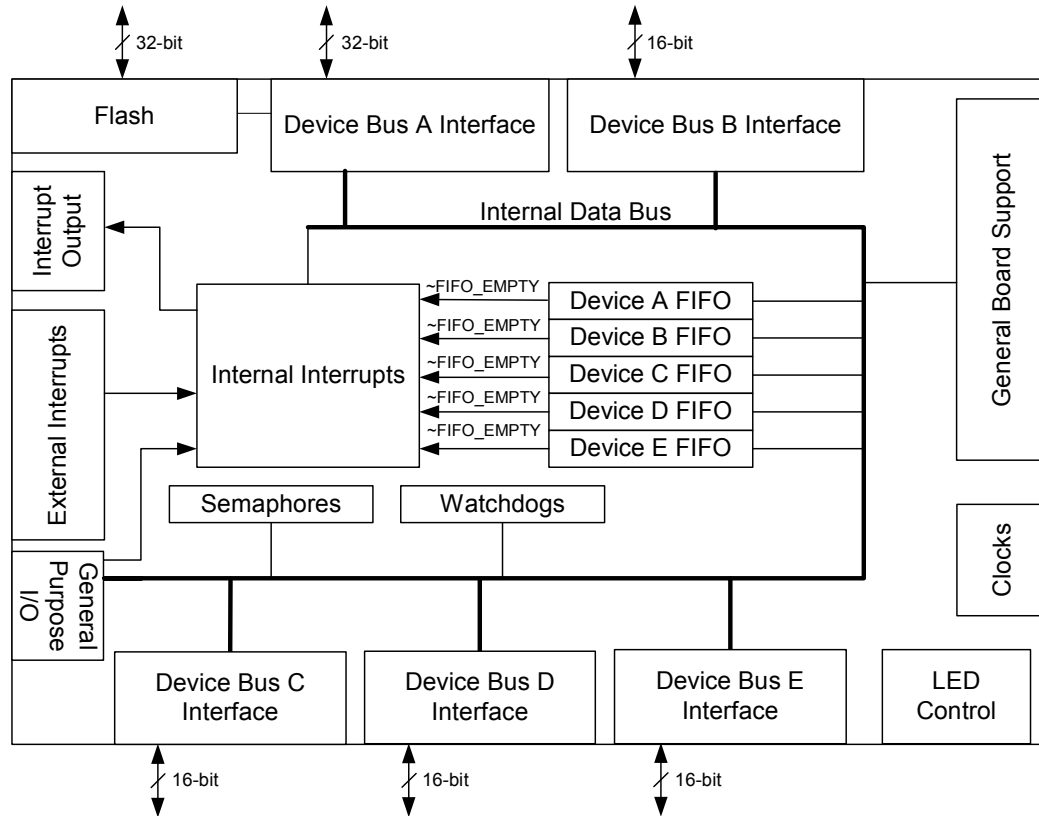 32-bit
32-bit
16-bit
Flash
Device Bus A Interface
Device Bus B Interface
Interrupt
Output
Internal Data Bus
General Board Support
~FIFO_EMPTY
Device A FIFO
~FIFO_EMPTY
Device B FIFO
External Interrupts
Internal Interrupts
~FIFO_EMPTY
Device C FIFO
~FIFO_EMPTY
Device D FIFO
~FIFO_EMPTY
Device E FIFO
Semaphores
Watchdogs
Clocks
General
Purpose
I/O
Device Bus C
Interface
Device Bus D
Interface
Device Bus E
Interface
LED
Control
16-bit
16-bit
16-bit